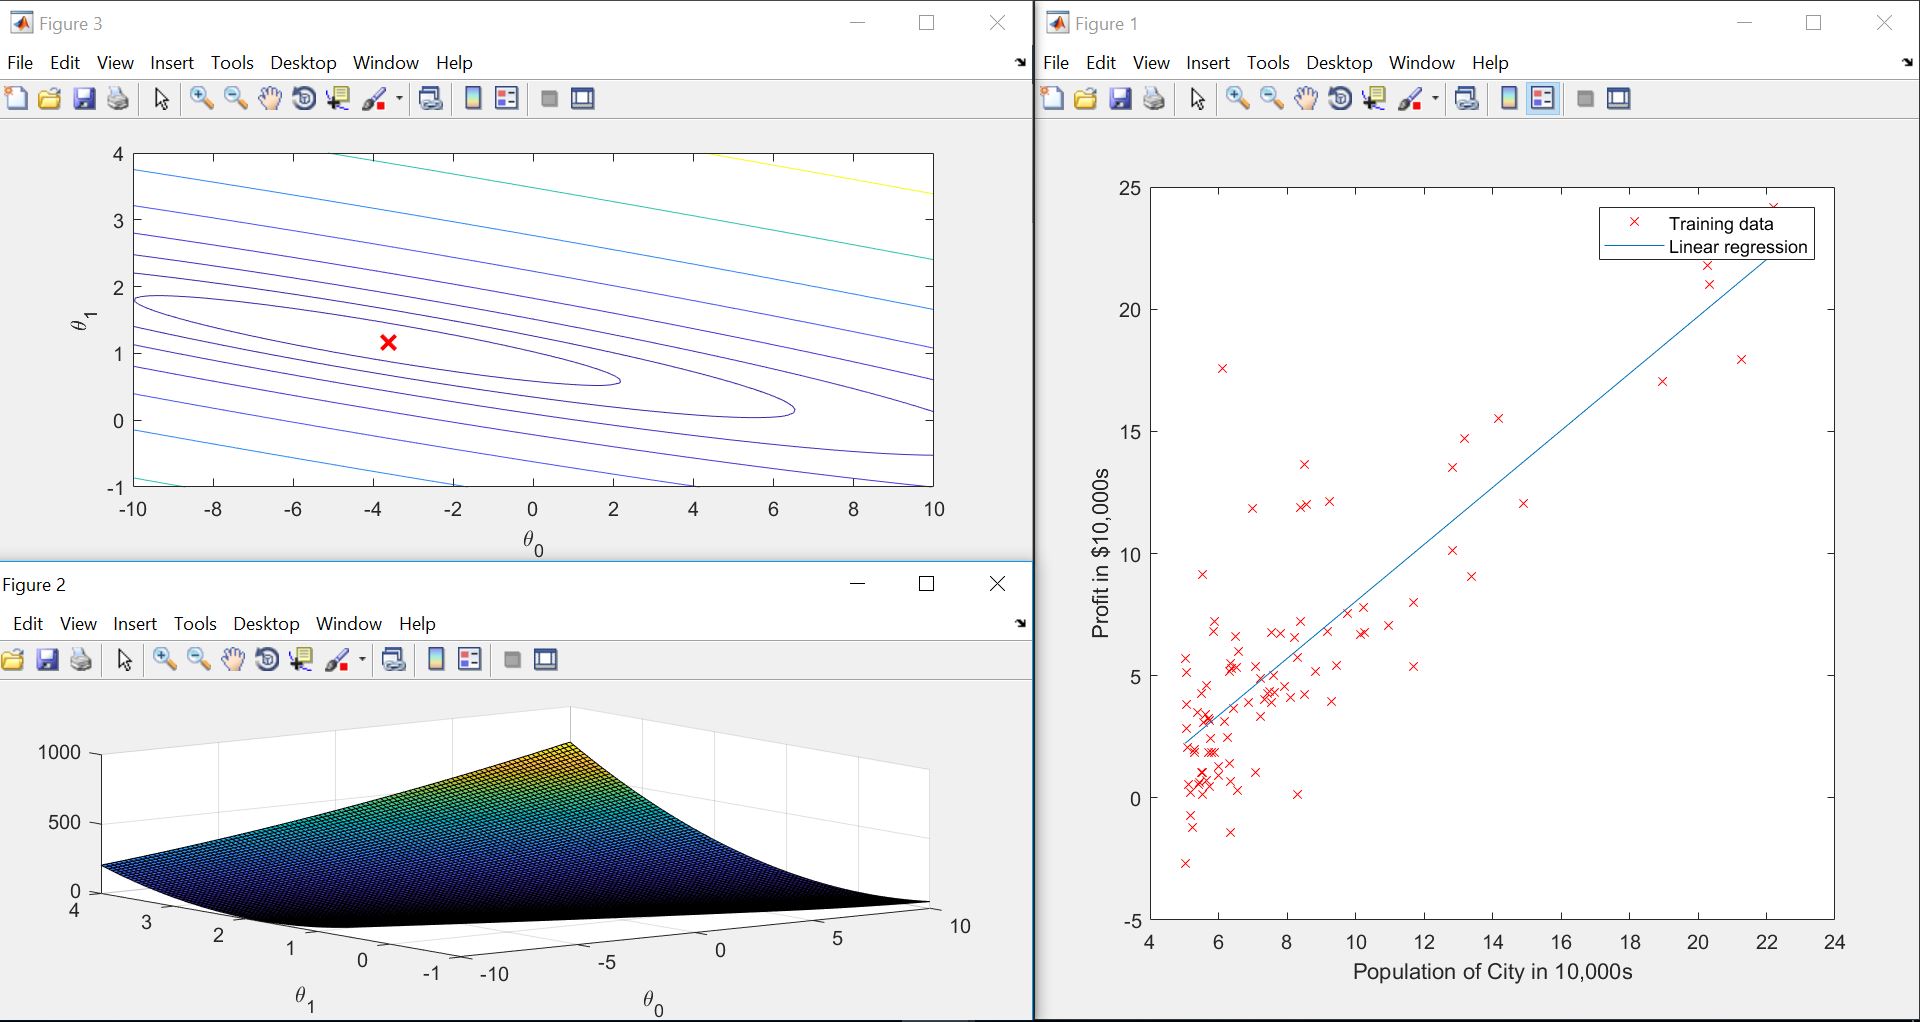 Figure 3
File Edit View Insert Tools Desktop Window Help
4
3
2
1
0
-1
θ1
-10 -8 -6 -4 -2 0 2 4 6 8 10
θ0
Figure 2
Edit View Insert Tools Desktop Window Help
1000
500
0
4 3 2 1 0 -1
θ1
-10 -5 0 5 10
θ0
Figure 1
File Edit View Insert Tools Desktop Window Help
Training data
Linear regression
25
20
15
10
5
0
-5
Profit in $10,000s
4 6 8 10 12 14 16 18 20 22 24
Population of City in 10,000s